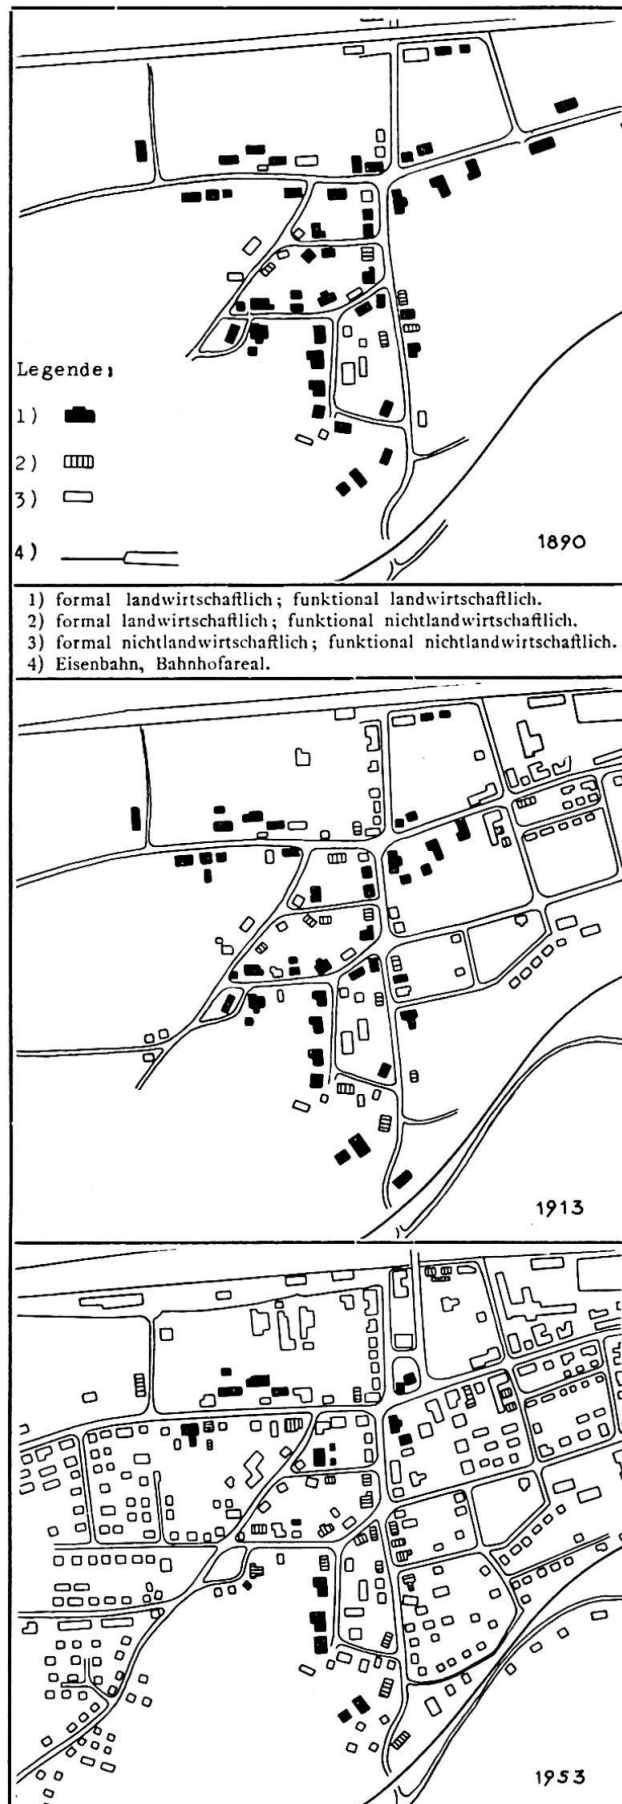 Legende:
1)
2)
3)
4)
1890
1) formal landwirtschaftlich; funktional landwirtschaftlich.
2) formal landwirtschaftlich; funktional nichtlandwirtschaftlich.
3) formal nichtlandwirtschaftlich; funktional nichtlandwirtschaftlich.
4) Eisenbahn, Bahnhofareal.
1913
1953